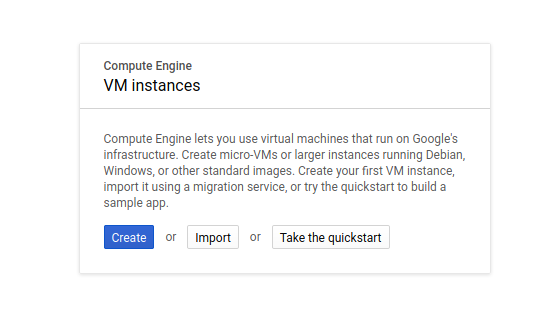 Compute Engine
VM instances
Compute Engine lets you use virtual machines that run on Google's
infrastructure. Create micro-VMs or larger instances running Debian,
Windows, or other standard images. Create your first VM instance,
import it using a migration service, or try the quickstart to build a
sample app.
Create or Import or Take the quickstart